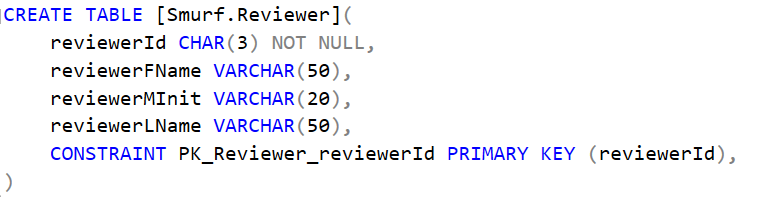 CREATE TABLE [Smurf.Reviewer](
    reviewerId CHAR(3) NOT NULL,
    reviewerFName VARCHAR(50),
    reviewerMInit VARCHAR(20),
    reviewerLName VARCHAR(50),
    CONSTRAINT PK_Reviewer_reviewerId PRIMARY KEY (reviewerId),
)